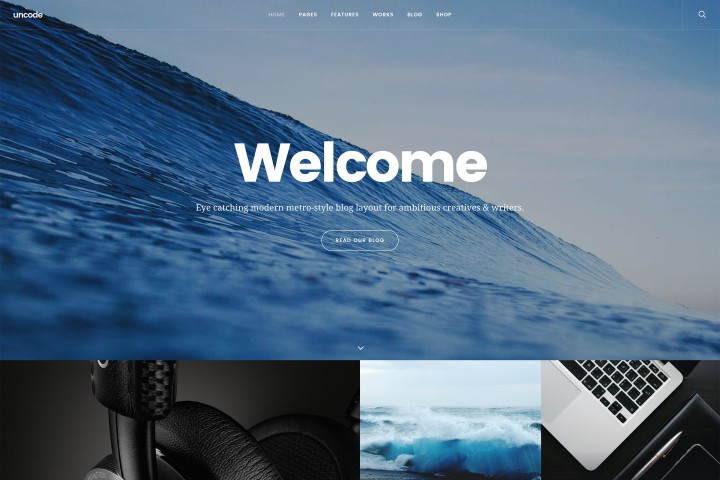 uncode
HOME PAGES FEATURES WORKS BLOG SHOP
Welcome
Eye catching modern metro-style blog layout for ambitious creatives & writers.
READ OUR BLOG